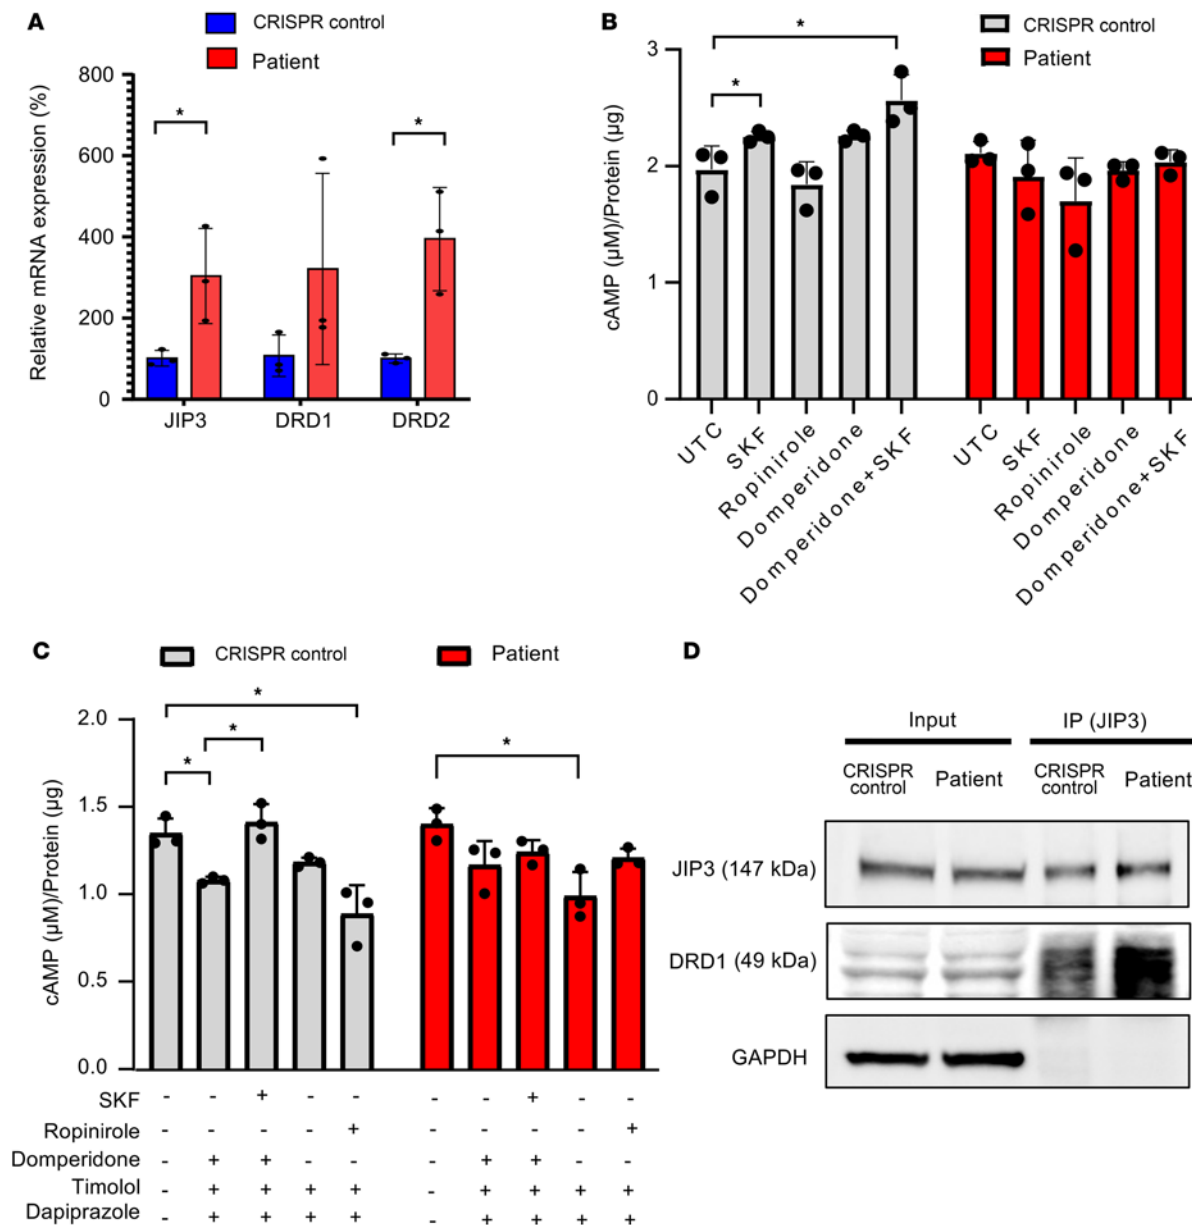 A
CRISPR control
Patient
Relative mRNA expression (%)
800
600
400
200
0
*
*
JIP3
DRD1
DRD2
B
CRISPR control
Patient
cAMP (µM)/Protein (µg)
3
2
1
0
*
*
UTC
SKF
Ropinirole
Domperidone
Domperidone+SKF
UTC
SKF
Ropinirole
Domperidone
Domperidone+SKF
C
CRISPR control
Patient
cAMP (µM)/Protein (µg)
2.0
1.5
1.0
0.5
0.0
*
*
*
*
SKF - - + - - - - + - -
Ropinirole - - - - + - - - - +
Domperidone - + + - - - + + - -
Timolol - + + + + - + + + +
Dapiprazole - + + + + - + + + +
D
Input
IP (JIP3)
CRISPR control
Patient
CRISPR control
Patient
JIP3 (147 kDa)
DRD1 (49 kDa)
GAPDH